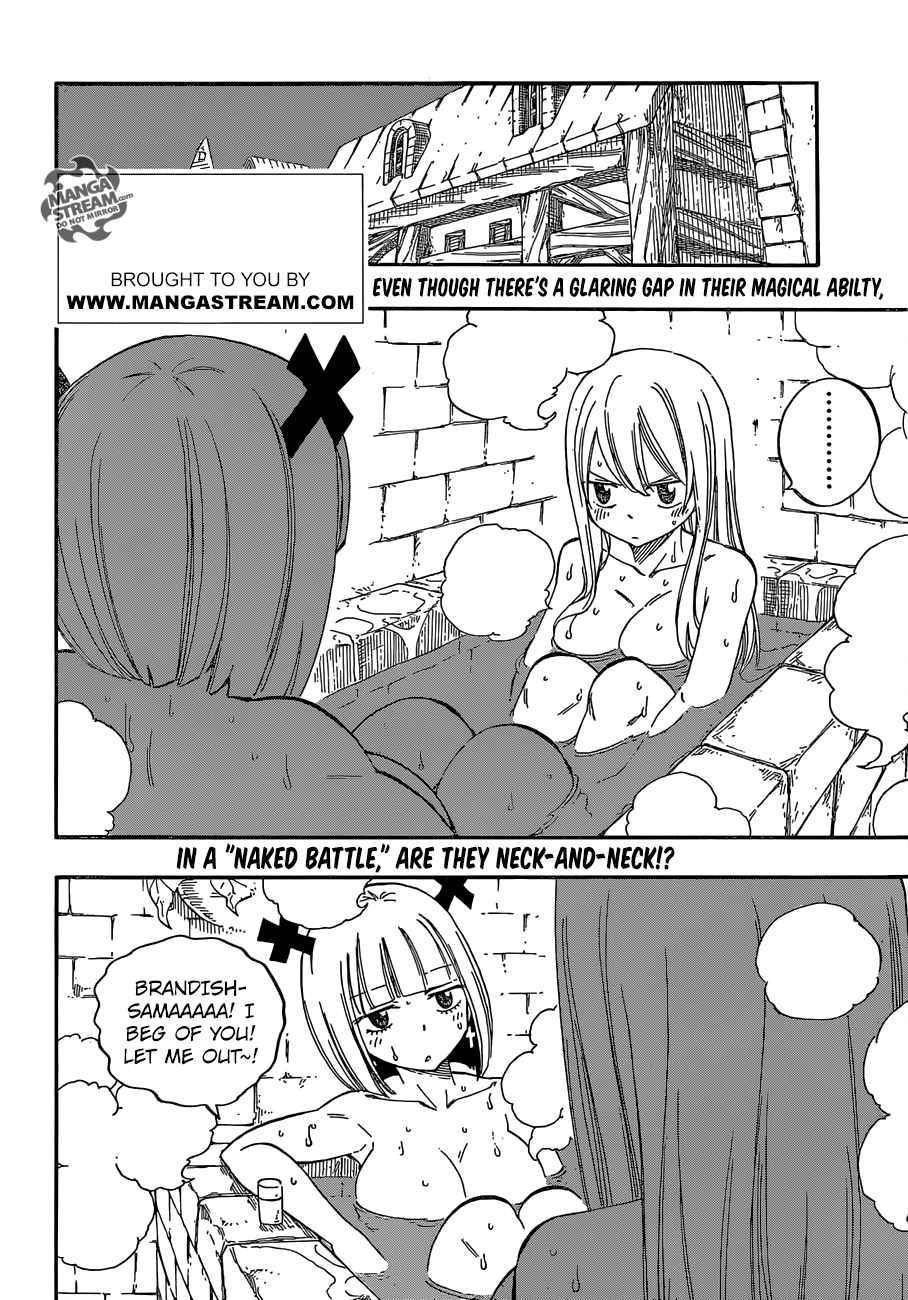 MANGA
STREAM.com
DO NOT MIRROR
BROUGHT TO YOU BY
WWW.MANGASTREAM.COM
EVEN THOUGH THERE'S A GLARING GAP IN THEIR MAGICAL ABILTY,
.........
IN A "NAKED BATTLE," ARE THEY NECK-AND-NECK!?
BRANDISH-
SAMAAAAA! I
BEG OF YOU!
LET ME OUT~!